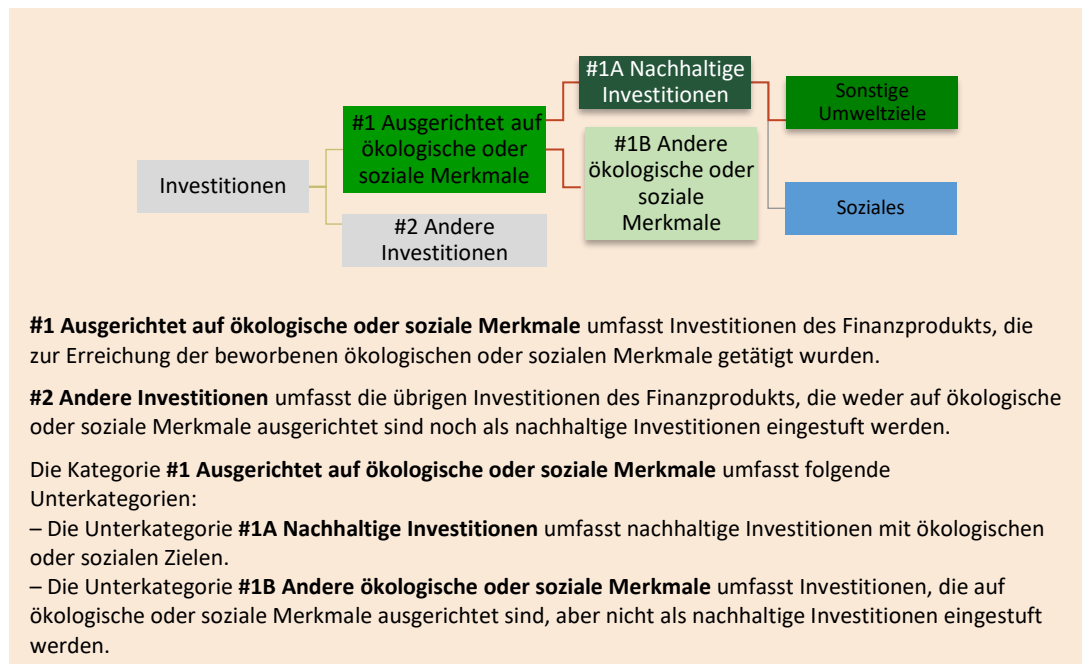 #1A Nachhaltige
Investitionen
Sonstige
Umweltziele
#1 Ausgerichtet auf
ökologische oder
soziale Merkmale
#1B Andere
ökologische oder
soziale
Merkmale
Investitionen
Soziales
#2 Andere
Investitionen
#1 Ausgerichtet auf ökologische oder soziale Merkmale umfasst Investitionen des Finanzprodukts, die
zur Erreichung der beworbenen ökologischen oder sozialen Merkmale getätigt wurden.
#2 Andere Investitionen umfasst die übrigen Investitionen des Finanzprodukts, die weder auf ökologische
oder soziale Merkmale ausgerichtet sind noch als nachhaltige Investitionen eingestuft werden.
Die Kategorie #1 Ausgerichtet auf ökologische oder soziale Merkmale umfasst folgende
Unterkategorien:
– Die Unterkategorie #1A Nachhaltige Investitionen umfasst nachhaltige Investitionen mit ökologischen
oder sozialen Zielen.
– Die Unterkategorie #1B Andere ökologische oder soziale Merkmale umfasst Investitionen, die auf
ökologische oder soziale Merkmale ausgerichtet sind, aber nicht als nachhaltige Investitionen eingestuft
werden.